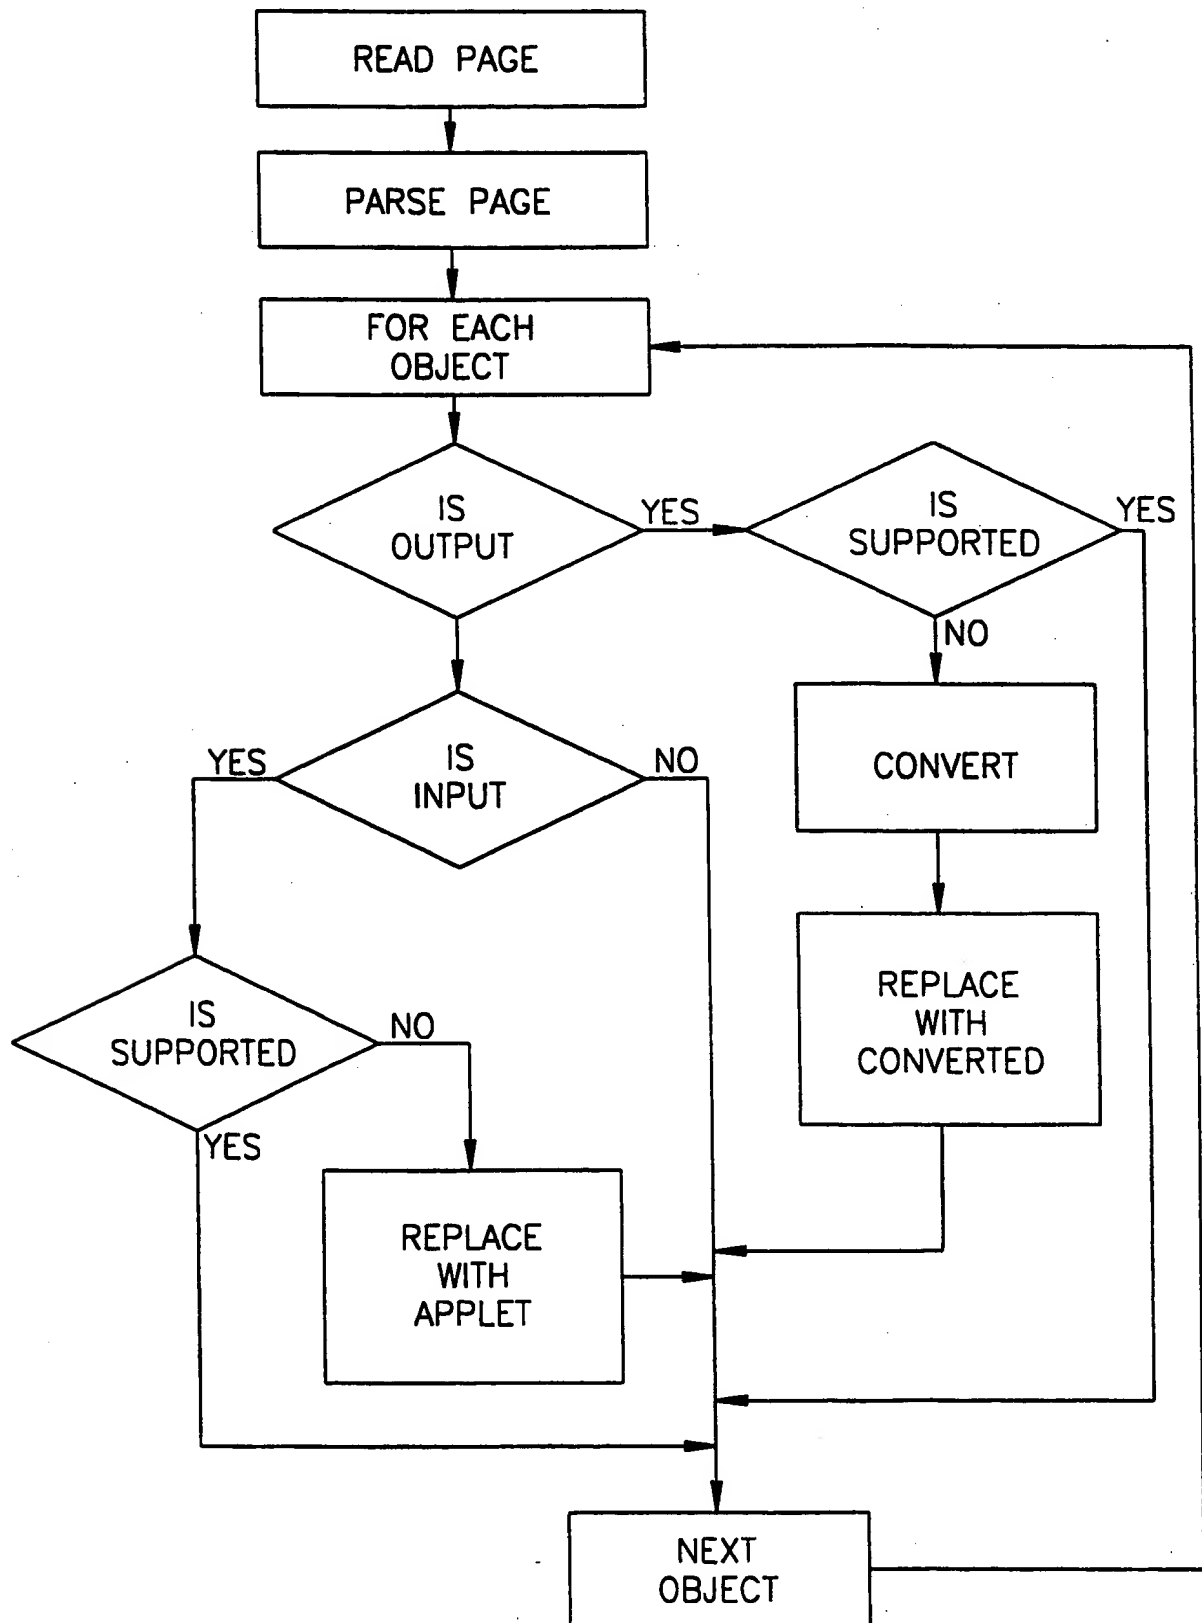 READ PAGE
PARSE PAGE
FOR EACH
OBJECT
IS
OUTPUT
YES
IS
SUPPORTED
YES
NO
CONVERT
REPLACE
WITH
CONVERTED
IS
INPUT
YES
NO
IS
SUPPORTED
NO
YES
REPLACE
WITH
APPLET
NEXT
OBJECT